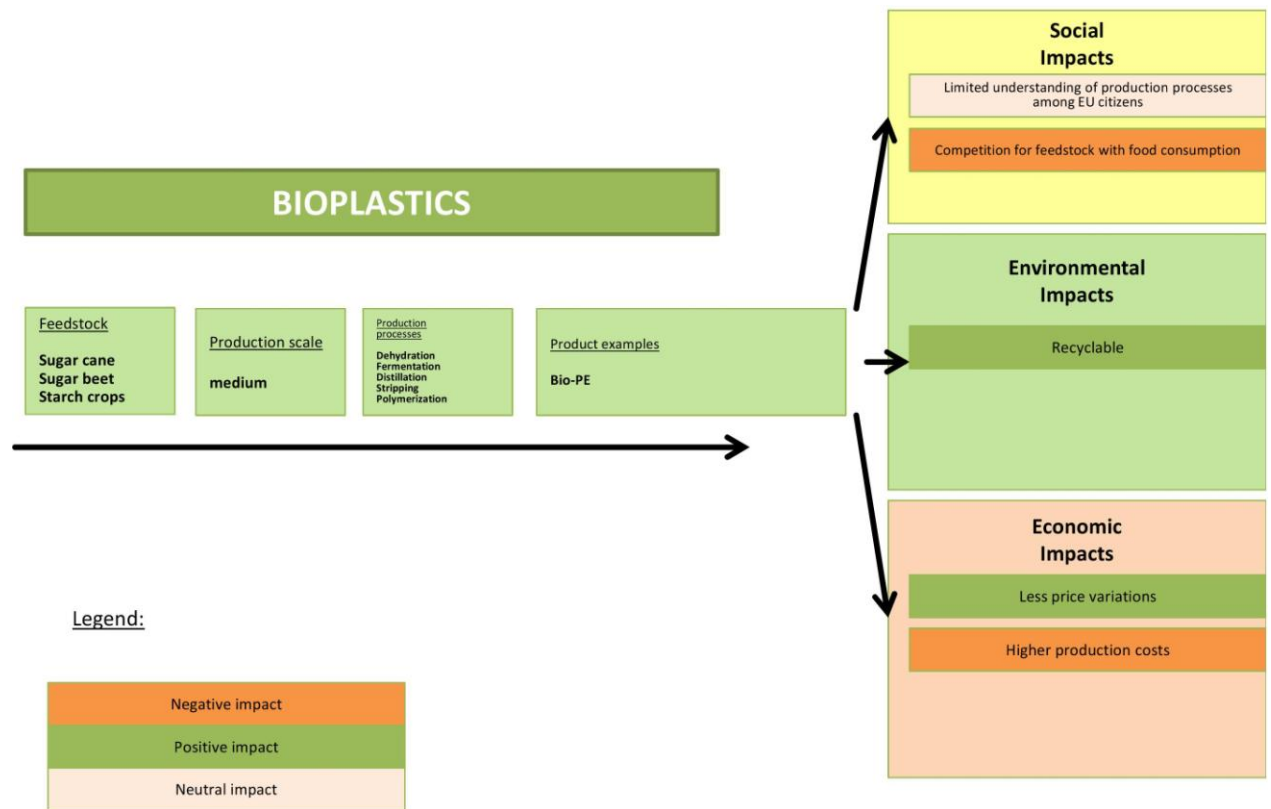 BIOPLASTICS
Feedstock
Sugar cane
Sugar beet
Starch crops
Production scale
medium
Production
processes
Dehydration
Fermentation
Distillation
Stripping
Polymerization
Product examples
Bio-PE
Social
Impacts
Limited understanding of production processes
among EU citizens
Competition for feedstock with food consumption
Environmental
Impacts
Recyclable
Economic
Impacts
Less price variations
Higher production costs
Legend:
Negative impact
Positive impact
Neutral impact